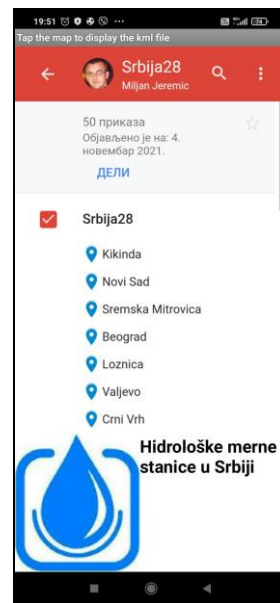 19:51
Tap the map to display the kml file
Srbija28
Miljan Jeremic
50 приказа
Објављено је на: 4.
новембар 2021.
ДЕЛИ
Srbija28
Kikinda
Novi Sad
Sremska Mitrovica
Beograd
Loznica
Valjevo
Crni Vrh
Hidrološke merne
stanice u Srbiji